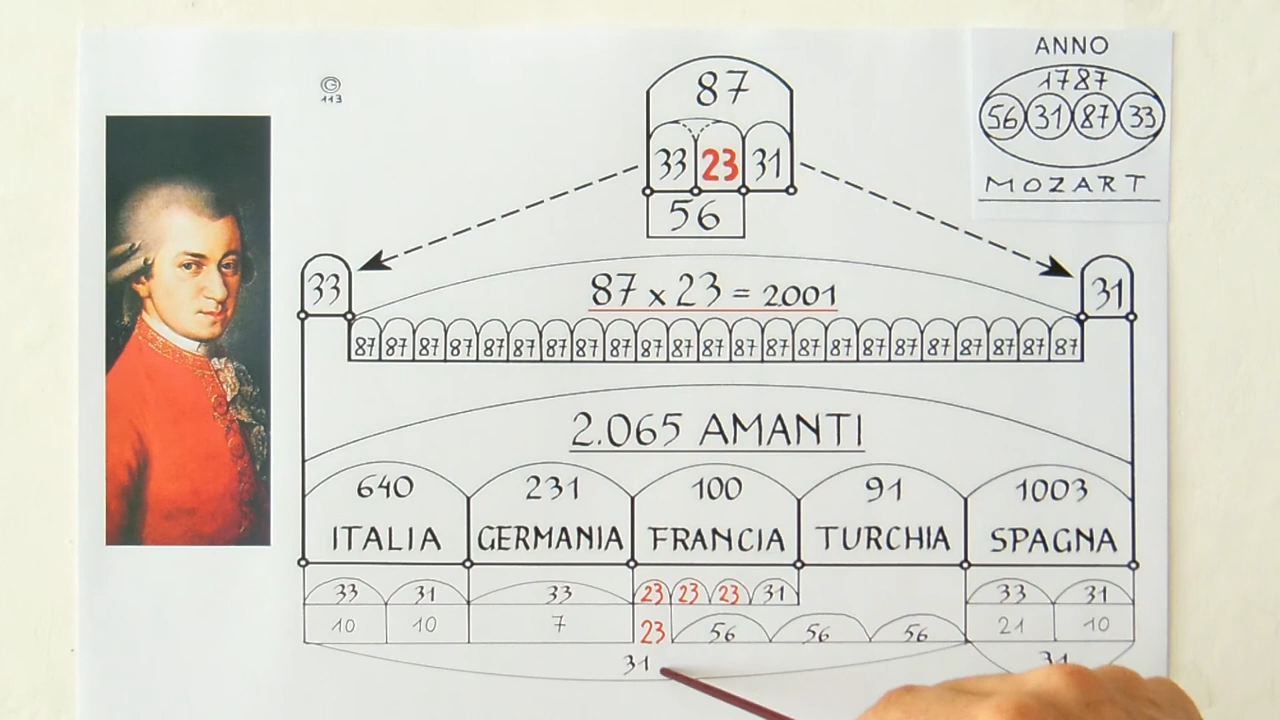 ANNO
1787
56 31 87 33
MOZART
G
113
87
33 23 31
56
33
87 x 23 = 2001
31
87 87 87 87 87 87 87 87 87 87 87 87 87 87 87 87 87 87 87 87 87 87 87
2.065 AMANTI
640 231 100 91 1003
ITALIA GERMANIA FRANCIA TURCHIA SPAGNA
33 31 33 23 23 23 31 33 31
10 10 7 23 56 56 56 21 10
31 31